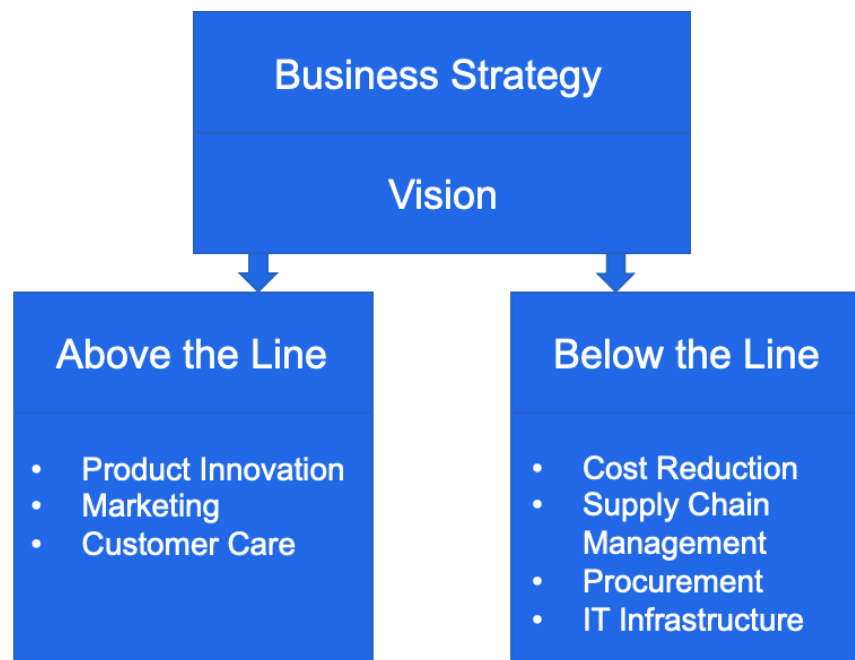 Business Strategy
Vision
Above the Line
• Product Innovation
• Marketing
• Customer Care
Below the Line
• Cost Reduction
• Supply Chain
Management
• Procurement
• IT Infrastructure